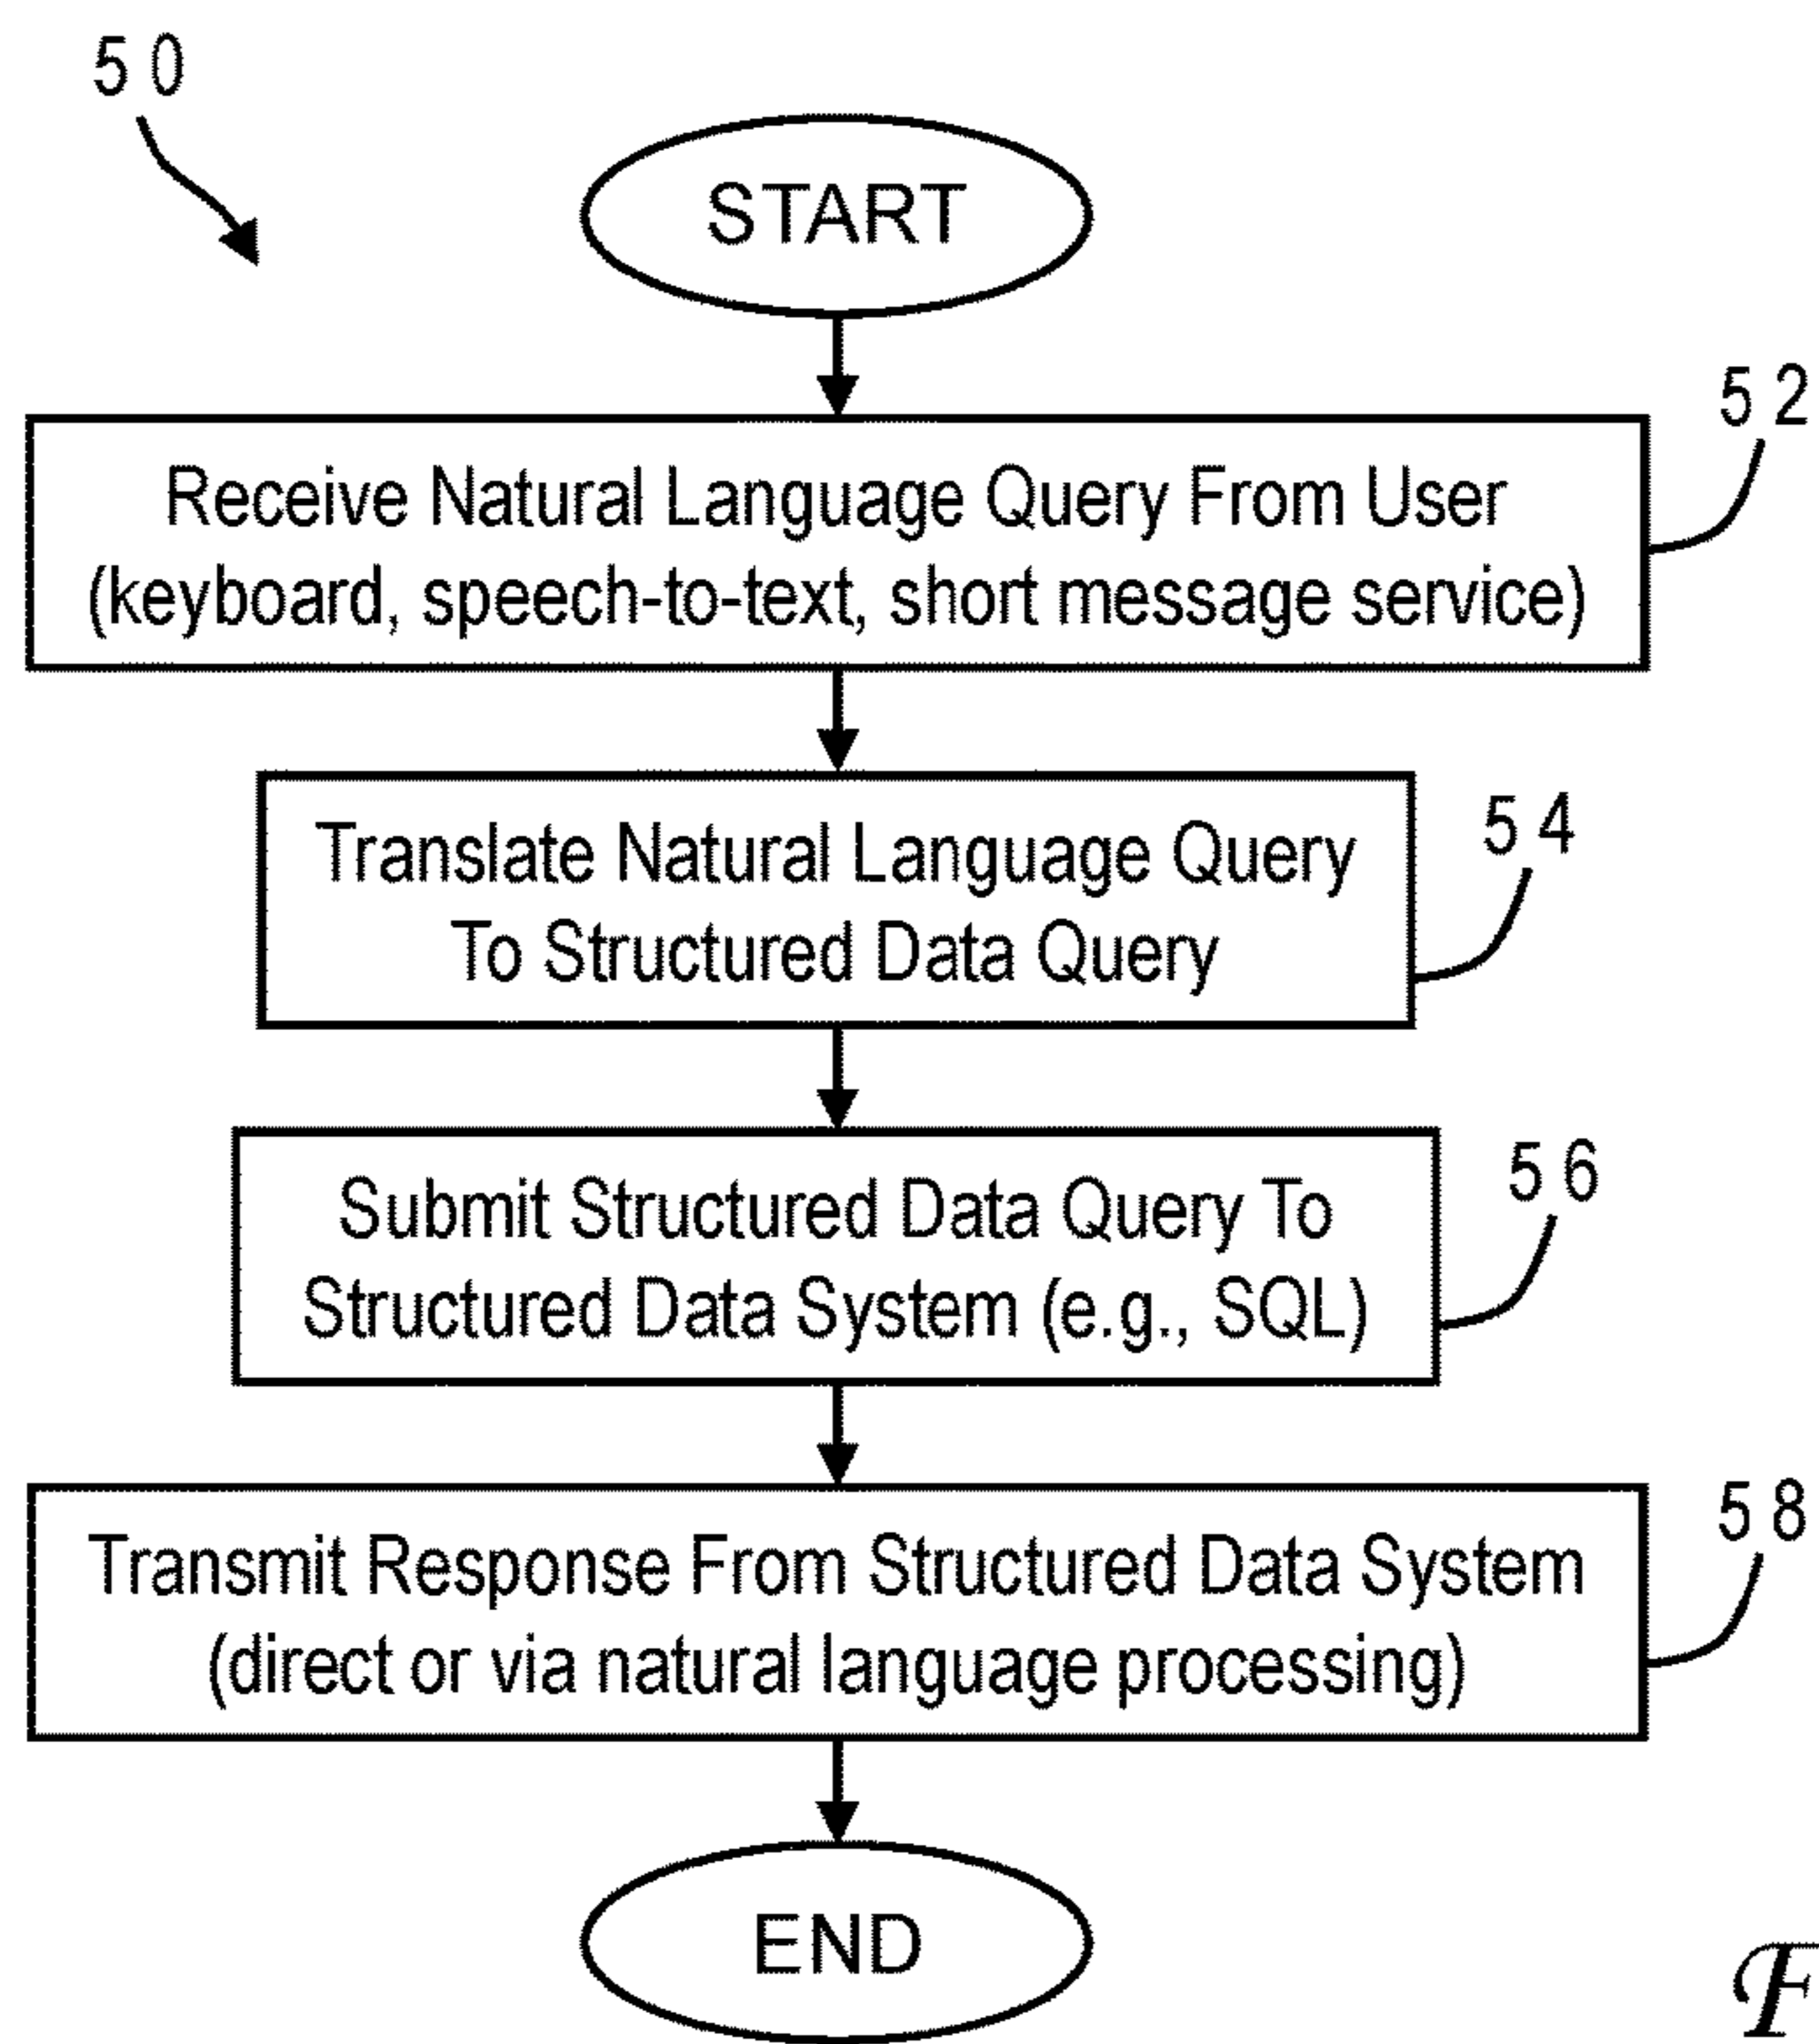 50
START
52
Receive Natural Language Query From User
(keyboard, speech-to-text, short message service)
54
Translate Natural Language Query
To Structured Data Query
56
Submit Structured Data Query To
Structured Data System (e.g., SQL)
58
Transmit Response From Structured Data System
(direct or via natural language processing)
END
F